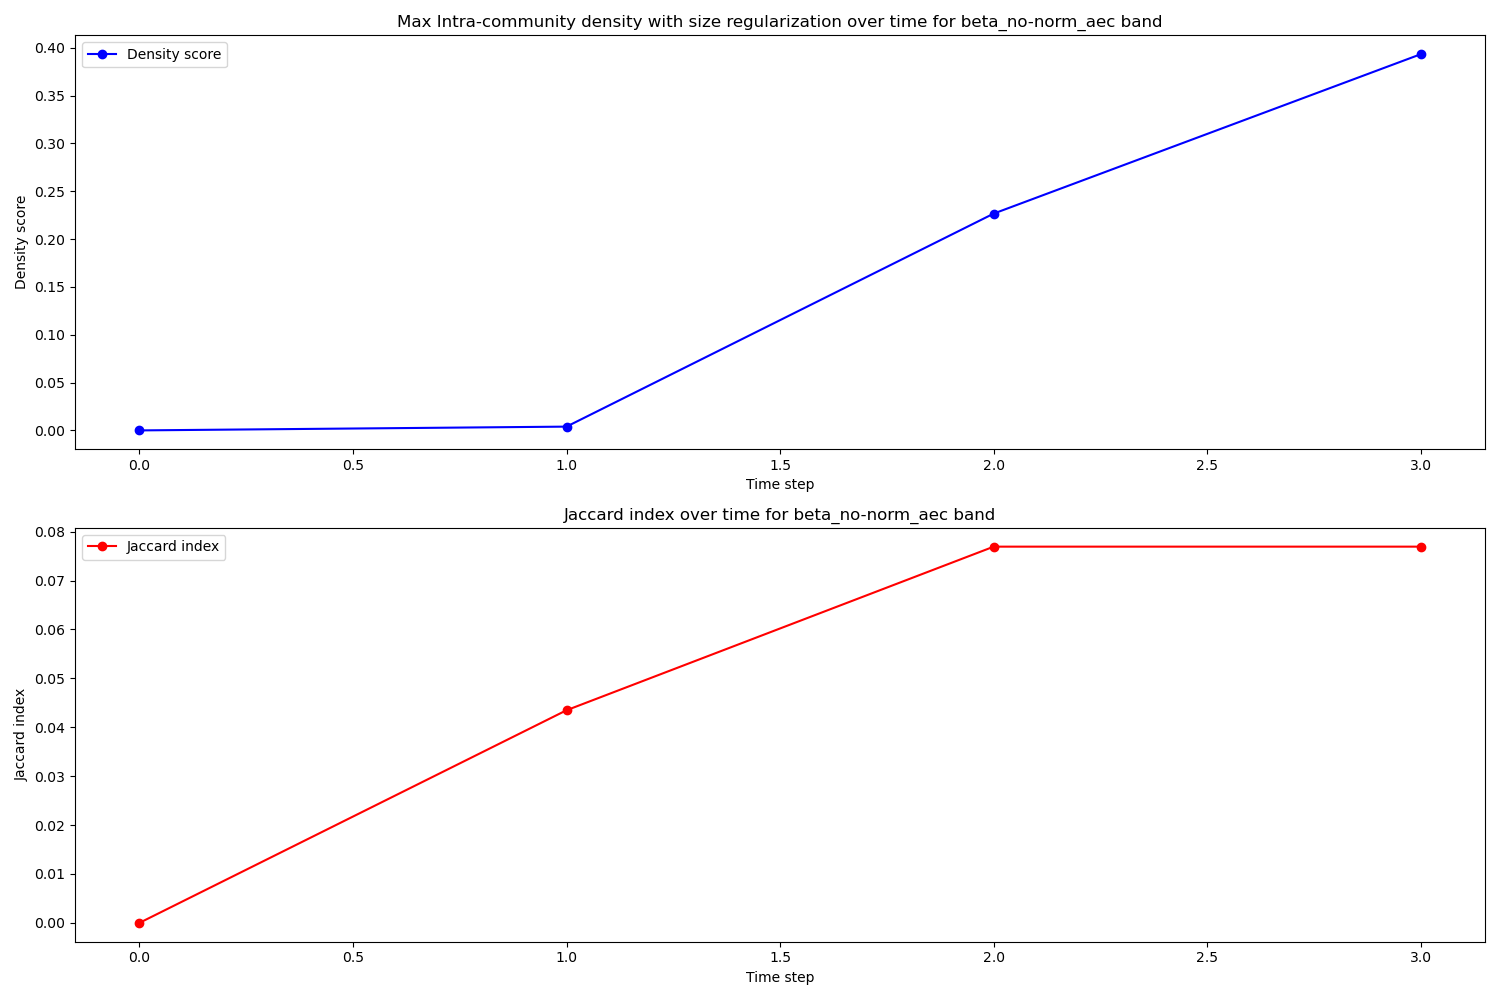 Max Intra-community density with size regularization over time for beta_no-norm_aec band
Density score
0.40
0.35
0.30
0.25
0.20
0.15
0.10
0.05
0.00
Density score
0.0 0.5 1.0 1.5 2.0 2.5 3.0
Time step
Jaccard index over time for beta_no-norm_aec band
Jaccard index
0.08
0.07
0.06
0.05
0.04
0.03
0.02
0.01
0.00
Jaccard index
0.0 0.5 1.0 1.5 2.0 2.5 3.0
Time step